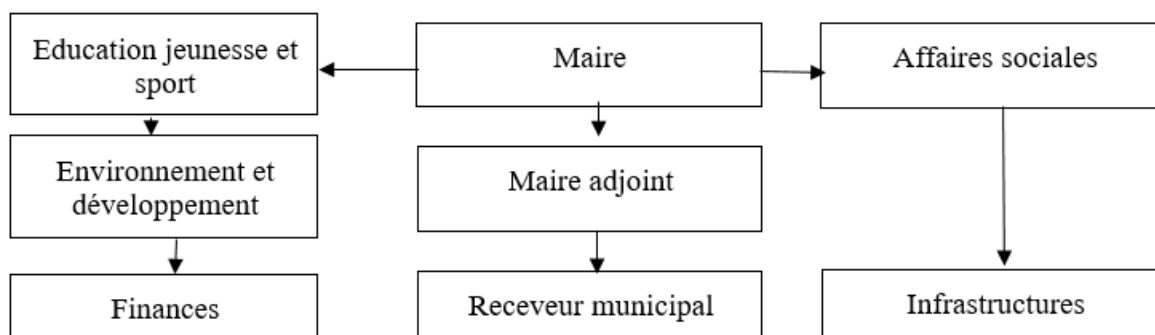 Education jeunesse et
sport
Maire
Affaires sociales
Environnement et
développement
Maire adjoint
Finances
Receveur municipal
Infrastructures